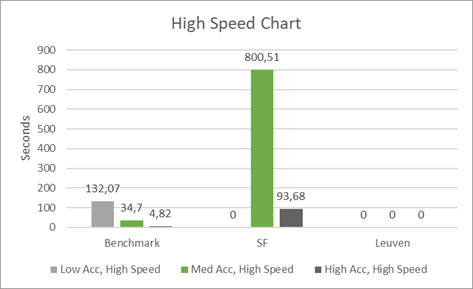 High Speed Chart
Seconds
900
800
700
600
500
400
300
200
100
0
132,07
34,7
4,82
0
800,51
93,68
0
0
0
Benchmark
SF
Leuven
Low Acc, High Speed
Med Acc, High Speed
High Acc, High Speed